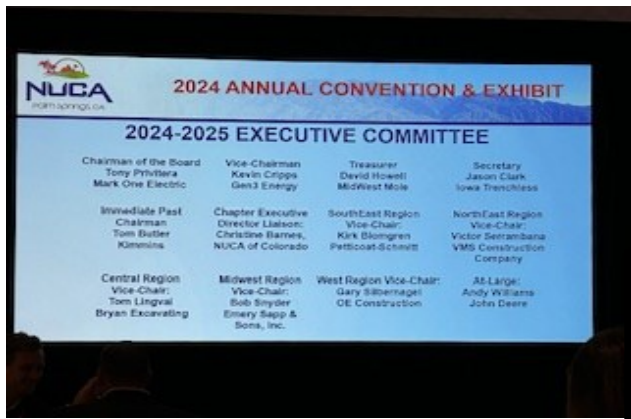 NUCA
palm springs, CA
2024 ANNUAL CONVENTION & EXHIBIT
2024-2025 EXECUTIVE COMMITTEE
Chairman of the Board
Tony Privitera
Mark One Electric
Vice-Chairman
Kevin Cripps
Gen3 Energy
Treasurer
David Howell
MidWest Mole
Secretary
Jason Clark
Iowa Trenchless
Immediate Past
Chairman
Tom Butler
Kimmins
Chapter Executive
Director Liaison:
Christine Barnes,
NUCA of Colorado
SouthEast Region
Vice-Chair:
Kirk Blomgren
Petticoat-Schmitt
NorthEast Region
Vice-Chair:
Victor Serrambana
VMS Construction
Company
Central Region
Vice-Chair:
Tom Lingval
Bryan Excavating
Midwest Region
Vice-Chair:
Bob Snyder
Emery Sapp &
Sons, Inc.
West Region Vice-Chair:
Gary Silbernagel
OE Construction
At-Large:
Andy Williams
John Deere